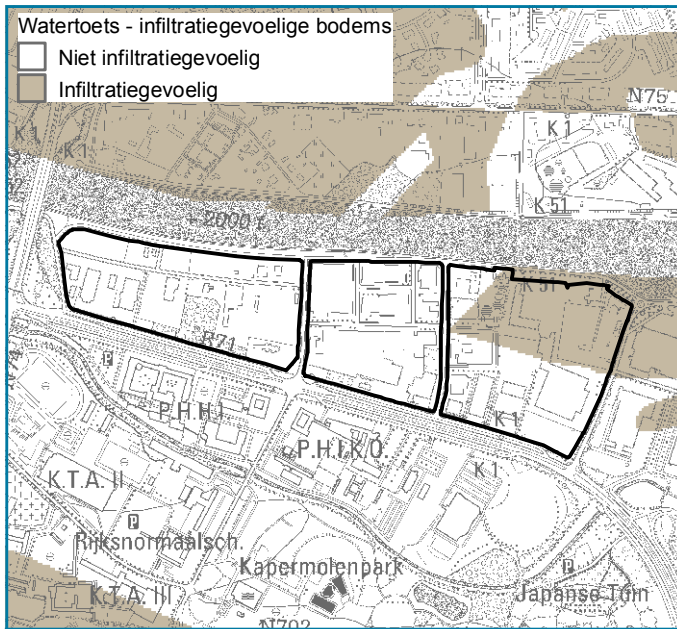 Watertoets - infiltratiegevoelige bodems
Niet infiltratiegevoelig
Infiltratiegevoelig
N75
K 1
K 1
K 1
K 51
2000 t
K 51
R71
P
P.H.H.I.
K 1
P.H.I.K.O.
K 1
K.T.A. II
P
Rijksnormaalsch.
Kapermolenpark
P
Japanse Tuin
K.T.A. III
N702